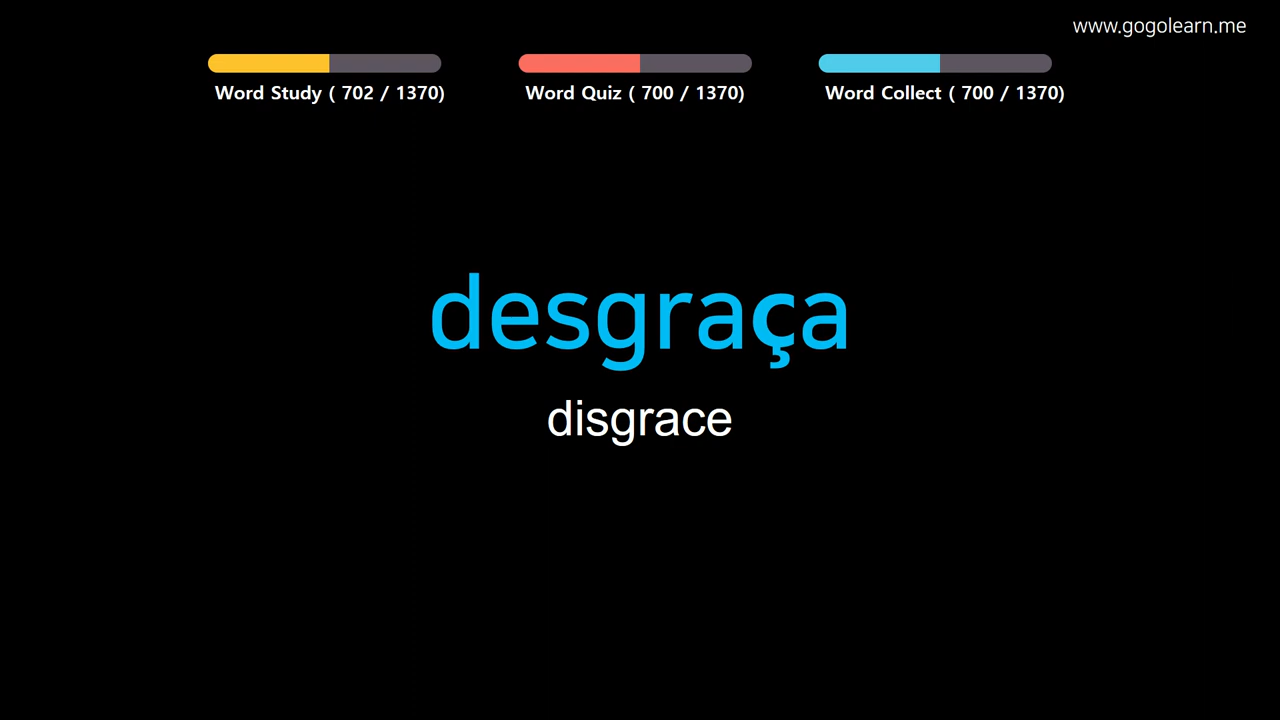 www.gogolearn.me
Word Study ( 702 / 1370)
Word Quiz ( 700 / 1370)
Word Collect ( 700 / 1370)
desgraça
disgrace